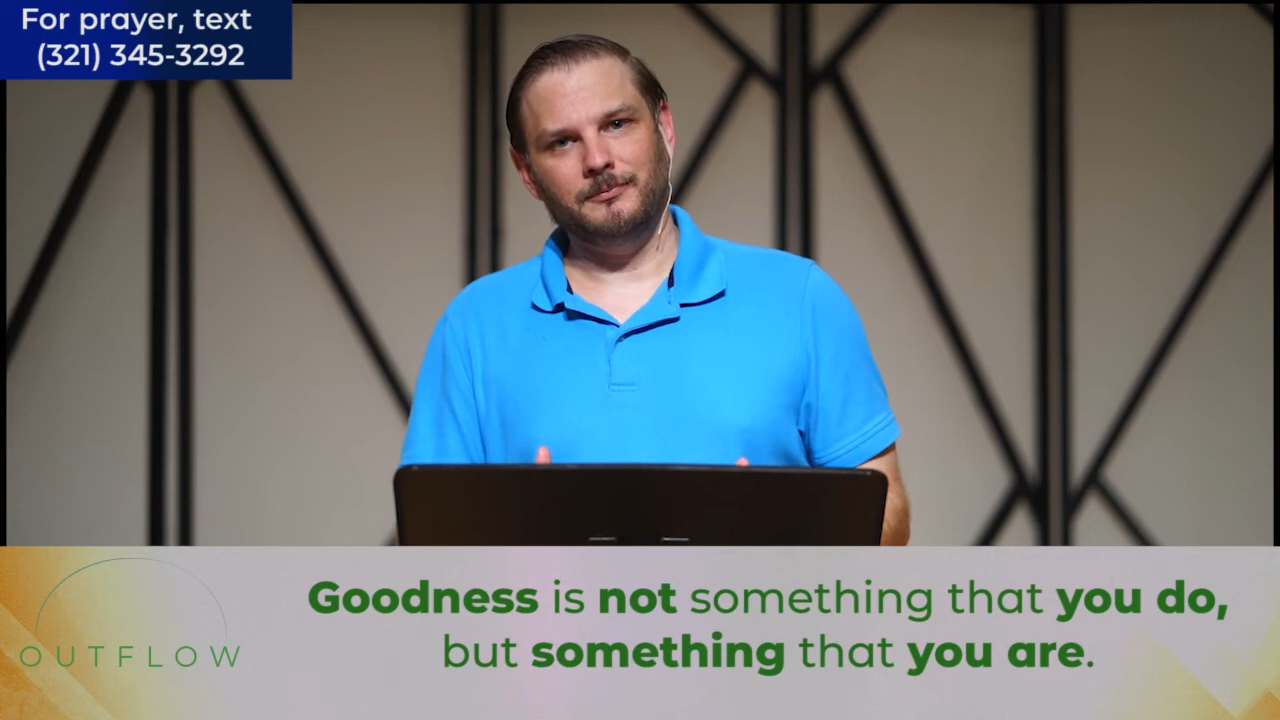 For prayer, text
(321) 345-3292
Goodness is not something that you do,
but something that you are.
OUTFLOW